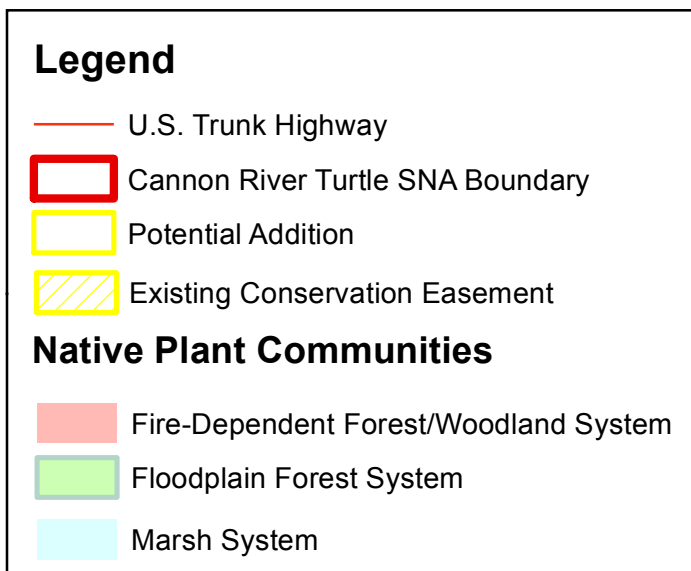 Legend
U.S. Trunk Highway
Cannon River Turtle SNA Boundary
Potential Addition
Existing Conservation Easement
Native Plant Communities
Fire-Dependent Forest/Woodland System
Floodplain Forest System
Marsh System